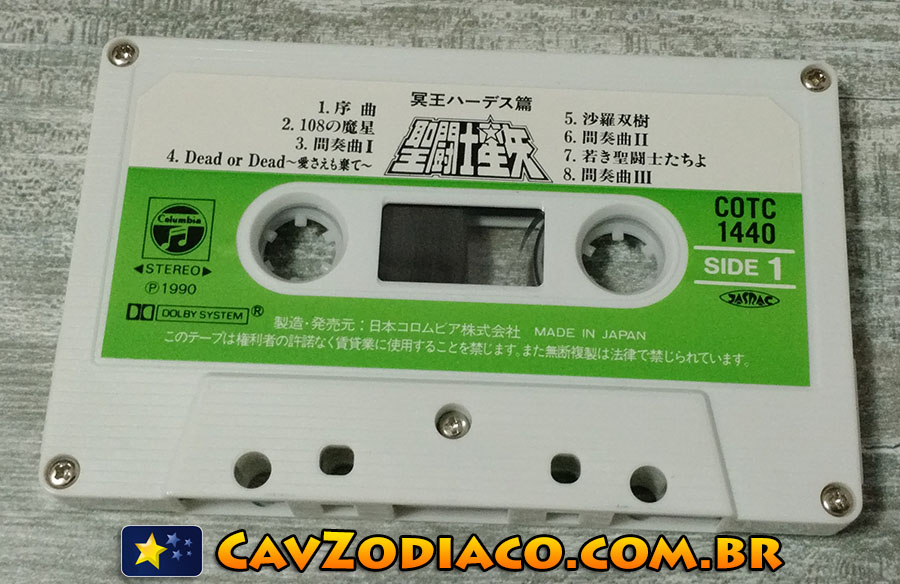 冥王ハーデス篇
聖闘士星矢
1. 序曲
2. 108の魔星
3. 間奏曲I
4. Dead or Dead〜愛さえも棄て〜
5. 沙羅双樹
6. 間奏曲II
7. 若き聖闘士たちよ
8. 間奏曲III
Columbia
◀STEREO▶
Ⓟ1990
DOLBY SYSTEM®
COTC
1440
SIDE 1
JASRAC
製造・発売元：日本コロムビア株式会社 MADE IN JAPAN
このテープは権利者の許諾なく賃貸業に使用することを禁じます。また無断複製は法律で禁じられています。
CavZodiaco.com.br